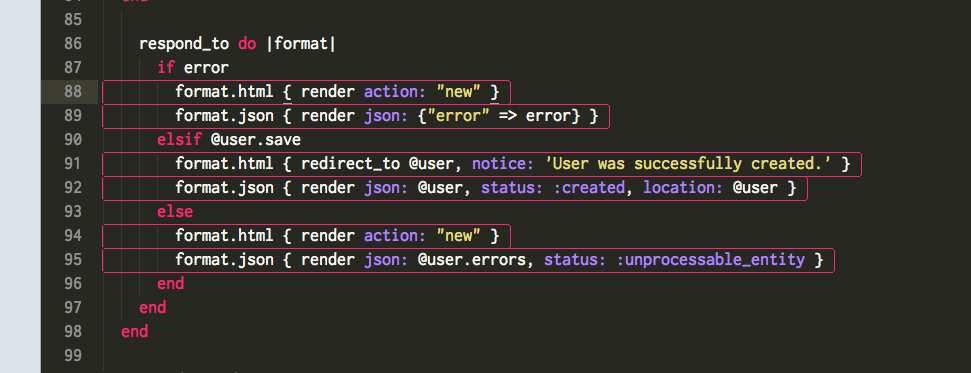 end
85
86 respond_to do |format|
87 if error
88 format.html { render action: "new" }
89 format.json { render json: {"error" => error} }
90 elsif @user.save
91 format.html { redirect_to @user, notice: 'User was successfully created.' }
92 format.json { render json: @user, status: :created, location: @user }
93 else
94 format.html { render action: "new" }
95 format.json { render json: @user.errors, status: :unprocessable_entity }
96 end
97 end
98 end
99